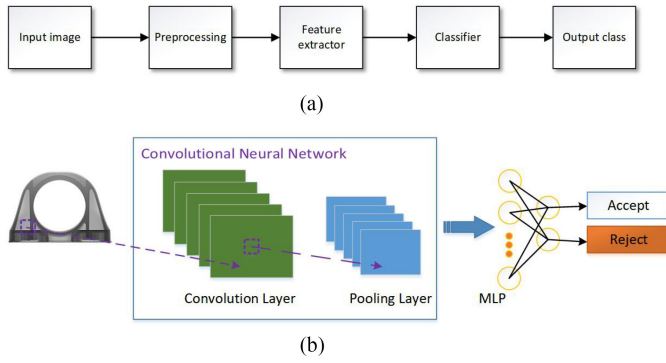 Input image
Preprocessing
Feature
extractor
Classifier
Output class
(a)
Convolutional Neural Network
Accept
Reject
Convolution Layer
Pooling Layer
MLP
(b)